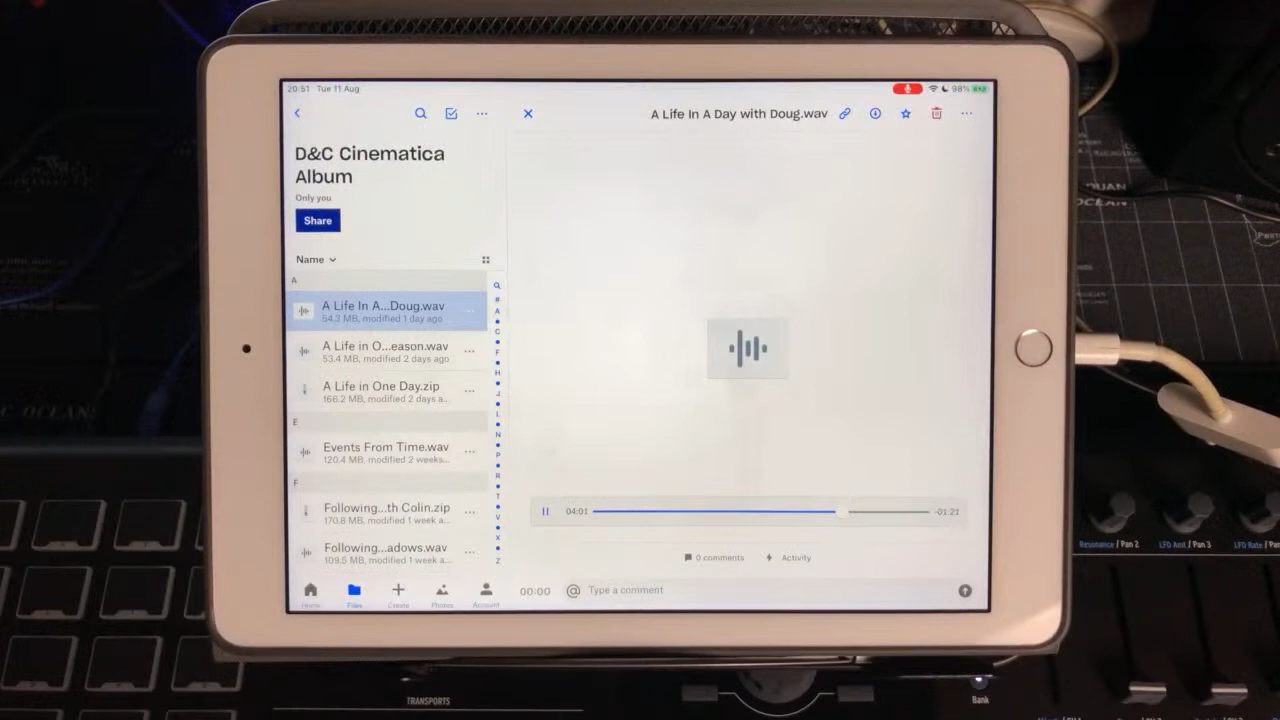 20:51 Tue 11 Aug
98%
A Life In A Day with Doug.wav
D&C Cinematica
Album
Only you
Share
Name
A
A Life In A...Doug.wav
54.3 MB, modified 1 day ago
A Life in O...eason.wav
53.4 MB, modified 2 days ago
A Life in One Day.zip
166.2 MB, modified 2 days a...
E
Events From Time.wav
120.4 MB, modified 2 weeks...
F
Following...th Colin.zip
170.8 MB, modified 1 week a...
Following...adows.wav
109.5 MB, modified 1 week a...
#
A
C
F
H
J
L
N
P
R
T
V
X
Z
04:01
-01:21
0 comments
Activity
Home
Files
Create
Photos
Account
00:00
@ Type a comment
OCEAN
C OCEAN
Resonance / Pan 2
LFO Amt / Pan 3
LFO Rate / Pan
TRANSPORTS
Bank